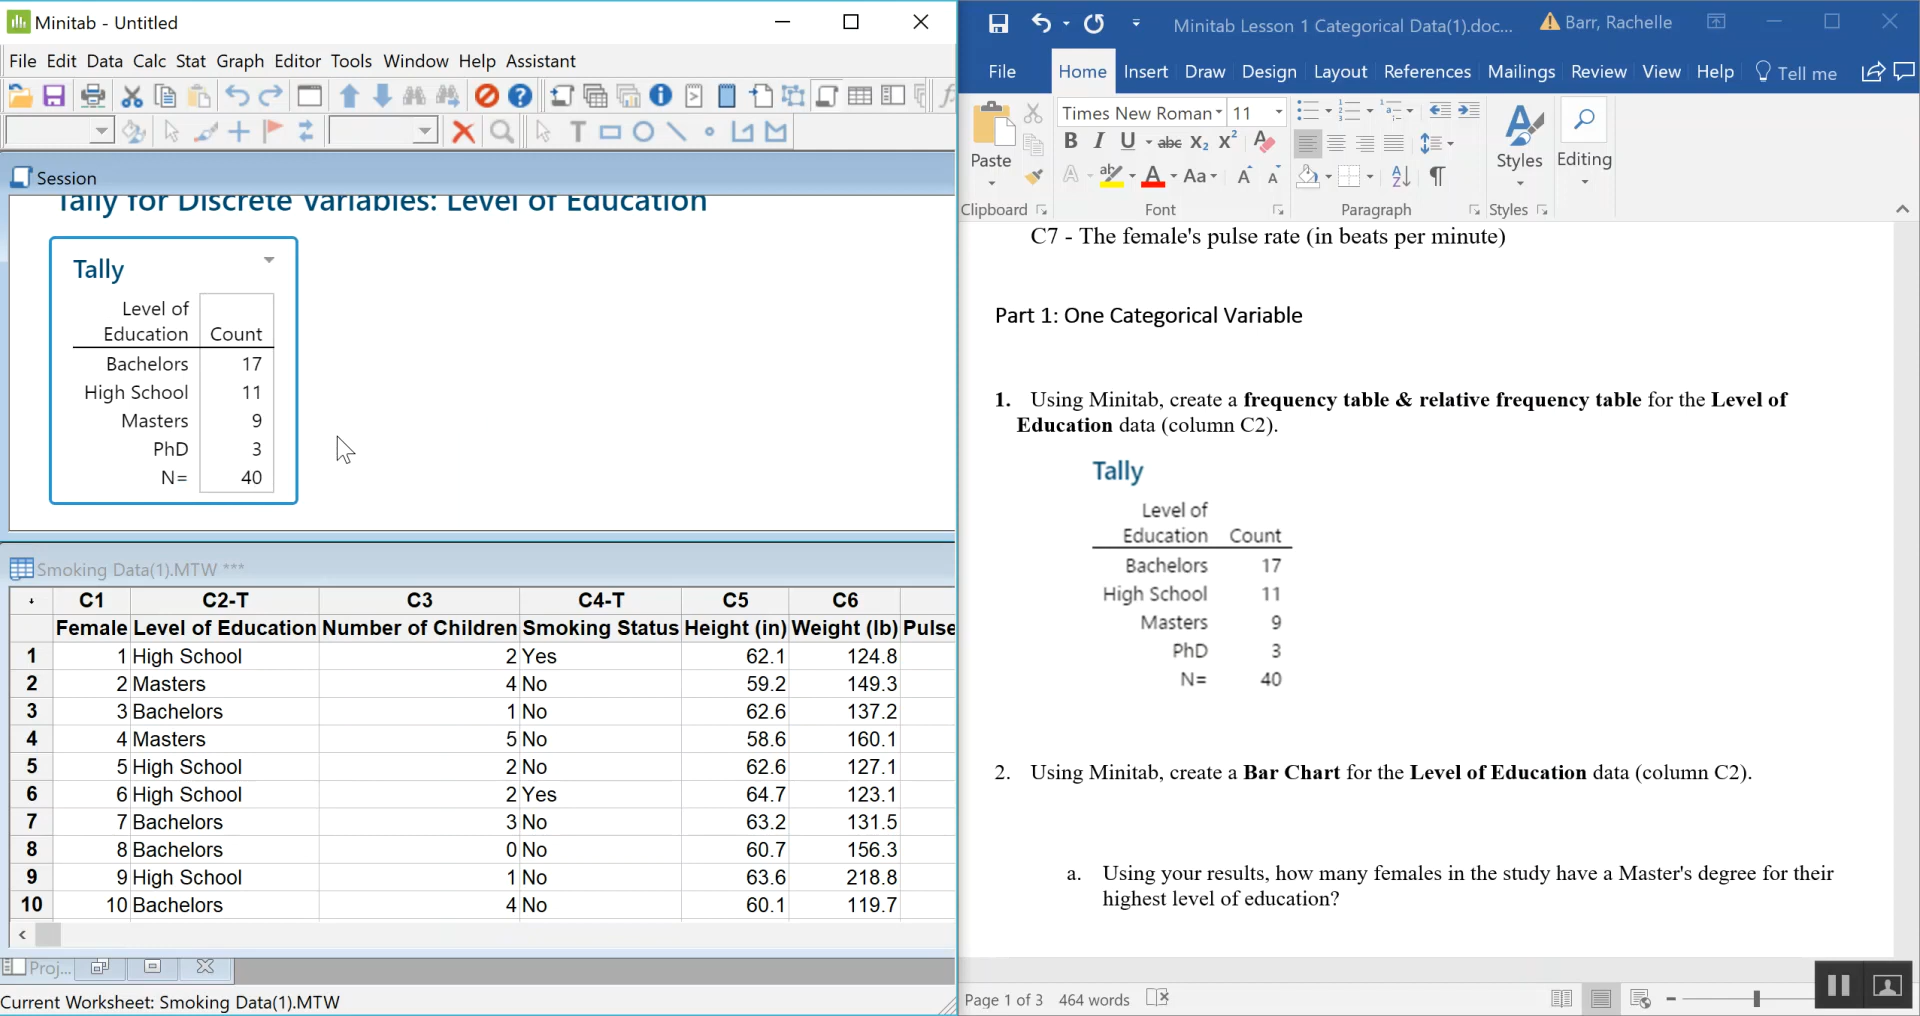 Minitab - Untitled
File Edit Data Calc Stat Graph Editor Tools Window Help Assistant
Session
Tally for Discrete Variables: Level of Education
Tally
Level of
Education Count
Bachelors 17
High School 11
Masters 9
PhD 3
N= 40
Smoking Data(1).MTW ***
C1 C2-T C3 C4-T C5 C6
Female Level of Education Number of Children Smoking Status Height (in) Weight (lb) Pulse
1 1 High School 2 Yes 62.1 124.8
2 2 Masters 4 No 59.2 149.3
3 3 Bachelors 1 No 62.6 137.2
4 4 Masters 5 No 58.6 160.1
5 5 High School 2 No 62.6 127.1
6 6 High School 2 Yes 64.7 123.1
7 7 Bachelors 3 No 63.2 131.5
8 8 Bachelors 0 No 60.7 156.3
9 9 High School 1 No 63.6 218.8
10 10 Bachelors 4 No 60.1 119.7
Proj...
Current Worksheet: Smoking Data(1).MTW
Minitab Lesson 1 Categorical Data(1).doc... Barr, Rachelle
File Home Insert Draw Design Layout References Mailings Review View Help Tell me
Times New Roman 11
Paste Styles Editing
Clipboard Font Paragraph Styles
C7 - The female's pulse rate (in beats per minute)
Part 1: One Categorical Variable
1. Using Minitab, create a frequency table & relative frequency table for the Level of
Education data (column C2).
Tally
Level of
Education Count
Bachelors 17
High School 11
Masters 9
PhD 3
N= 40
2. Using Minitab, create a Bar Chart for the Level of Education data (column C2).
a. Using your results, how many females in the study have a Master's degree for their
highest level of education?
Page 1 of 3 464 words